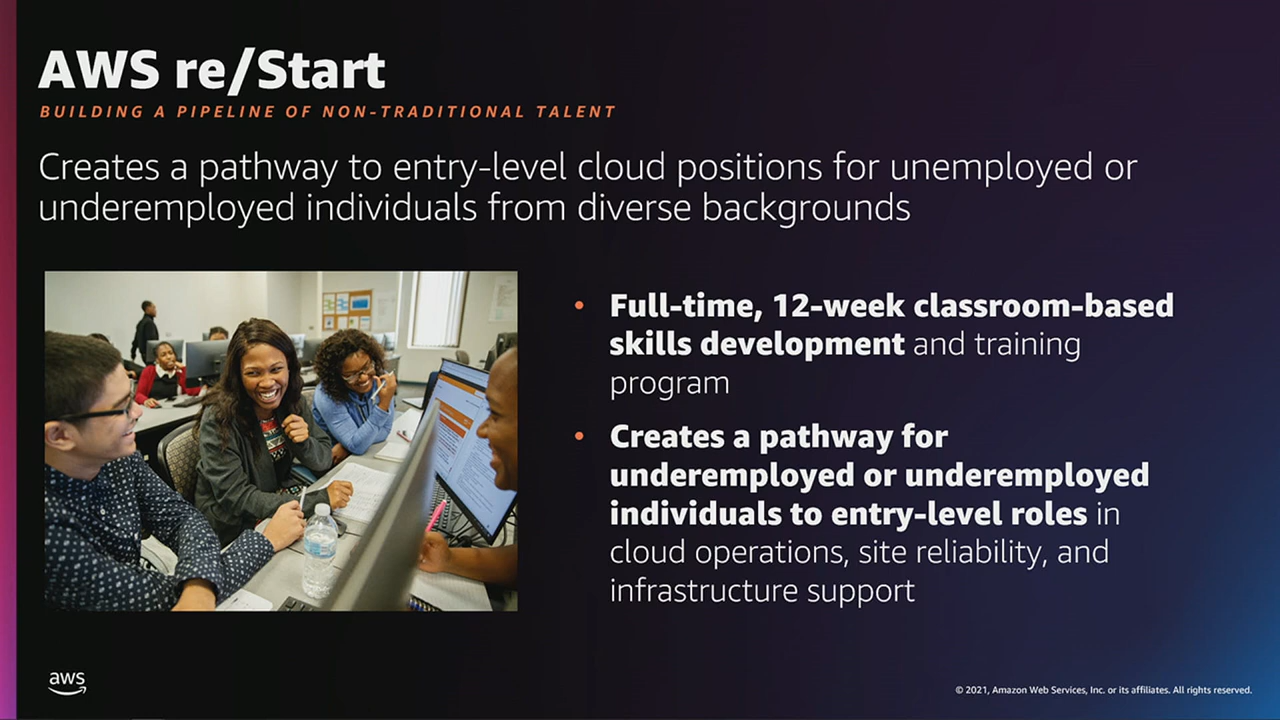 AWS re/Start
BUILDING A PIPELINE OF NON-TRADITIONAL TALENT
Creates a pathway to entry-level cloud positions for unemployed or
underemployed individuals from diverse backgrounds
• Full-time, 12-week classroom-based
skills development and training
program
• Creates a pathway for
underemployed or underemployed
individuals to entry-level roles in
cloud operations, site reliability, and
infrastructure support
aws
© 2021, Amazon Web Services, Inc. or its affiliates. All rights reserved.